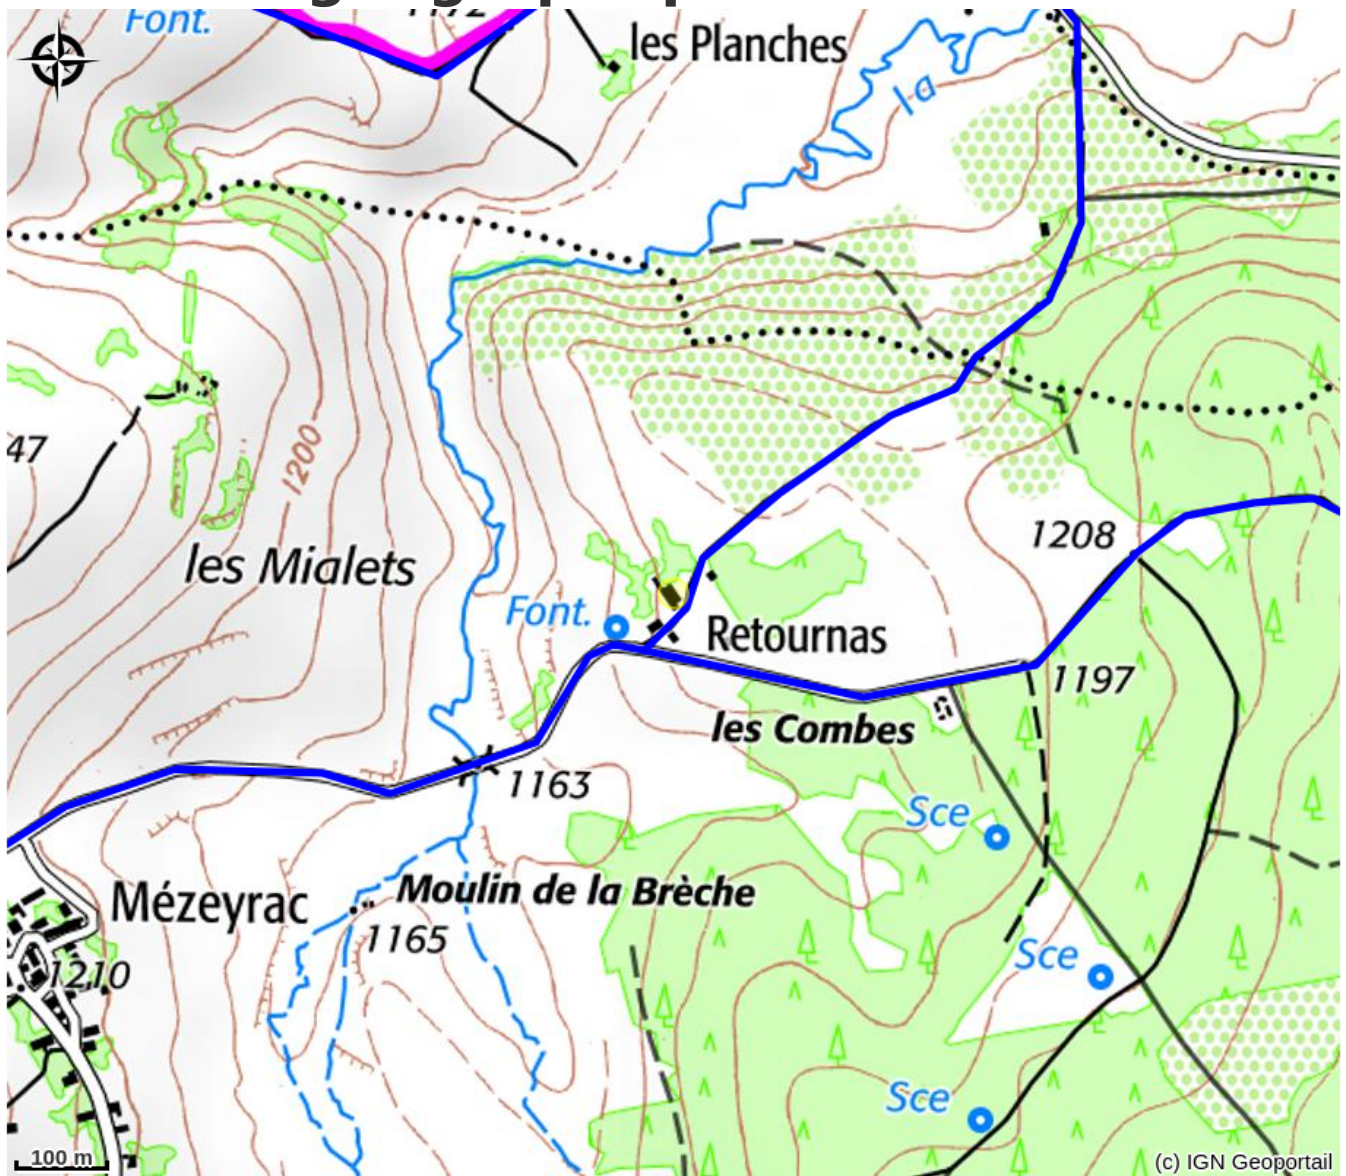 Font.
les Planches
la
1200
47
1208
les Mialets
Font.
Retournas
1197
les Combes
1163
Sce
Moulin de la Brèche
Mézeyrac
1165
Sce
1210
Sce
100 m
(c) IGN Geoportail